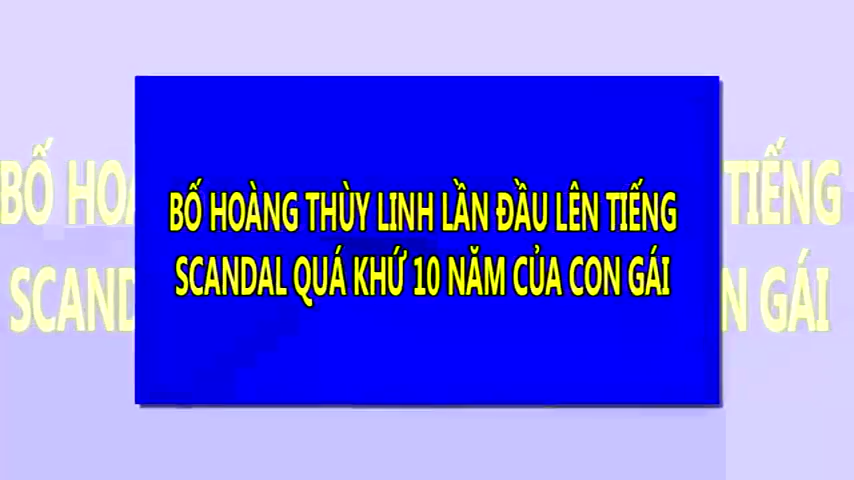 BỐ HOÀNG THÙY LINH LẦN ĐẦU LÊN TIẾNG
SCANDAL QUÁ KHỨ 10 NĂM CỦA CON GÁI